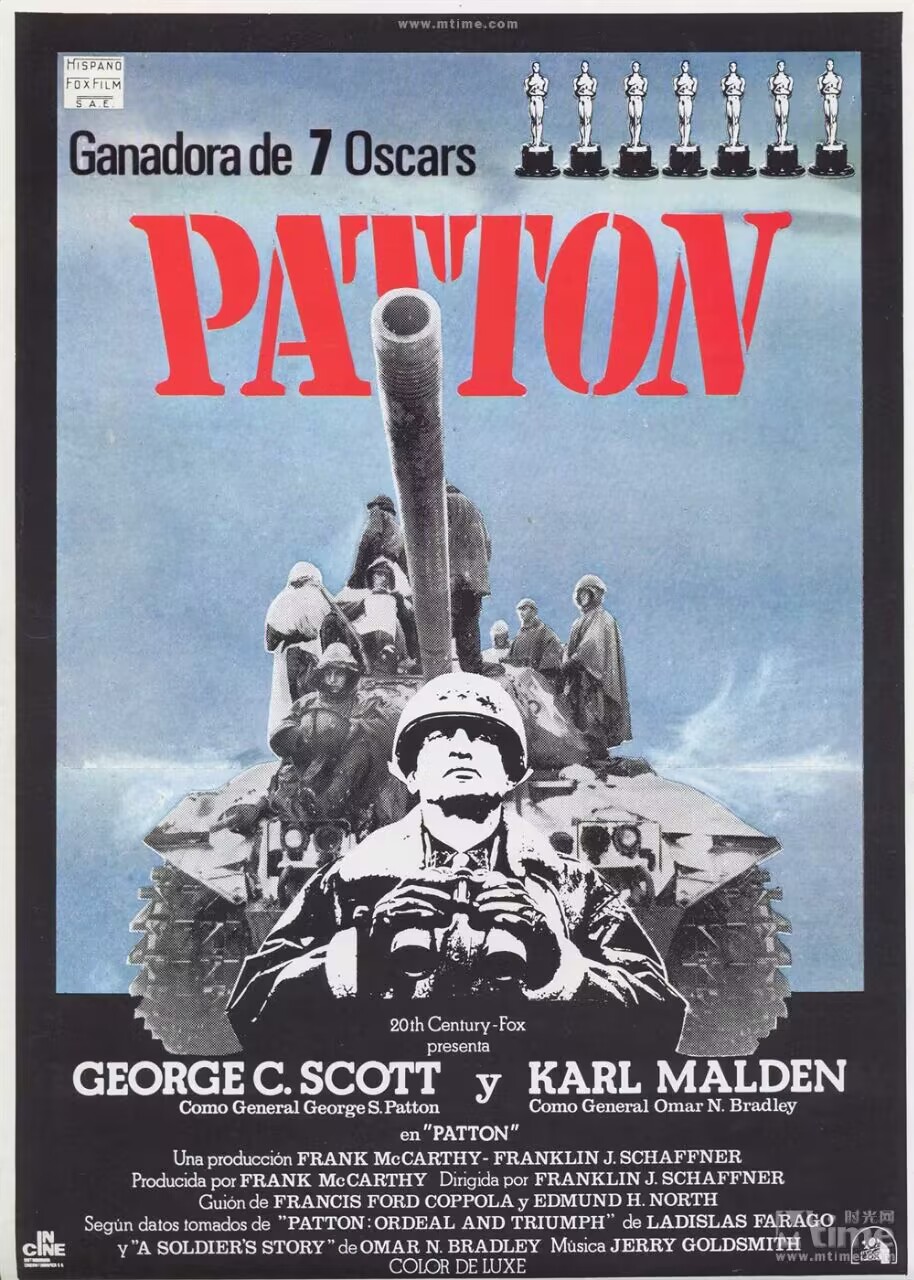 www.mtime.com
HISPANO
FOXFILM
S.A.E.
Ganadora de 7 Oscars
PATTON
20th Century-Fox
presenta
GEORGE C. SCOTT y KARL MALDEN
Como General George S. Patton Como General Omar N. Bradley
en "PATTON"
Una producción FRANK McCARTHY - FRANKLIN J. SCHAFFNER
Producida por FRANK McCARTHY Dirigida por FRANKLIN J. SCHAFFNER
Guión de FRANCIS FORD COPPOLA y EDMUND H. NORTH
Según datos tomados de "PATTON: ORDEAL AND TRIUMPH" de LADISLAS FARAGO
y "A SOLDIER'S STORY" de OMAR N. BRADLEY Música JERRY GOLDSMITH
COLOR DE LUXE
IN
CINE
Mtime 时光网
www.mtime.com